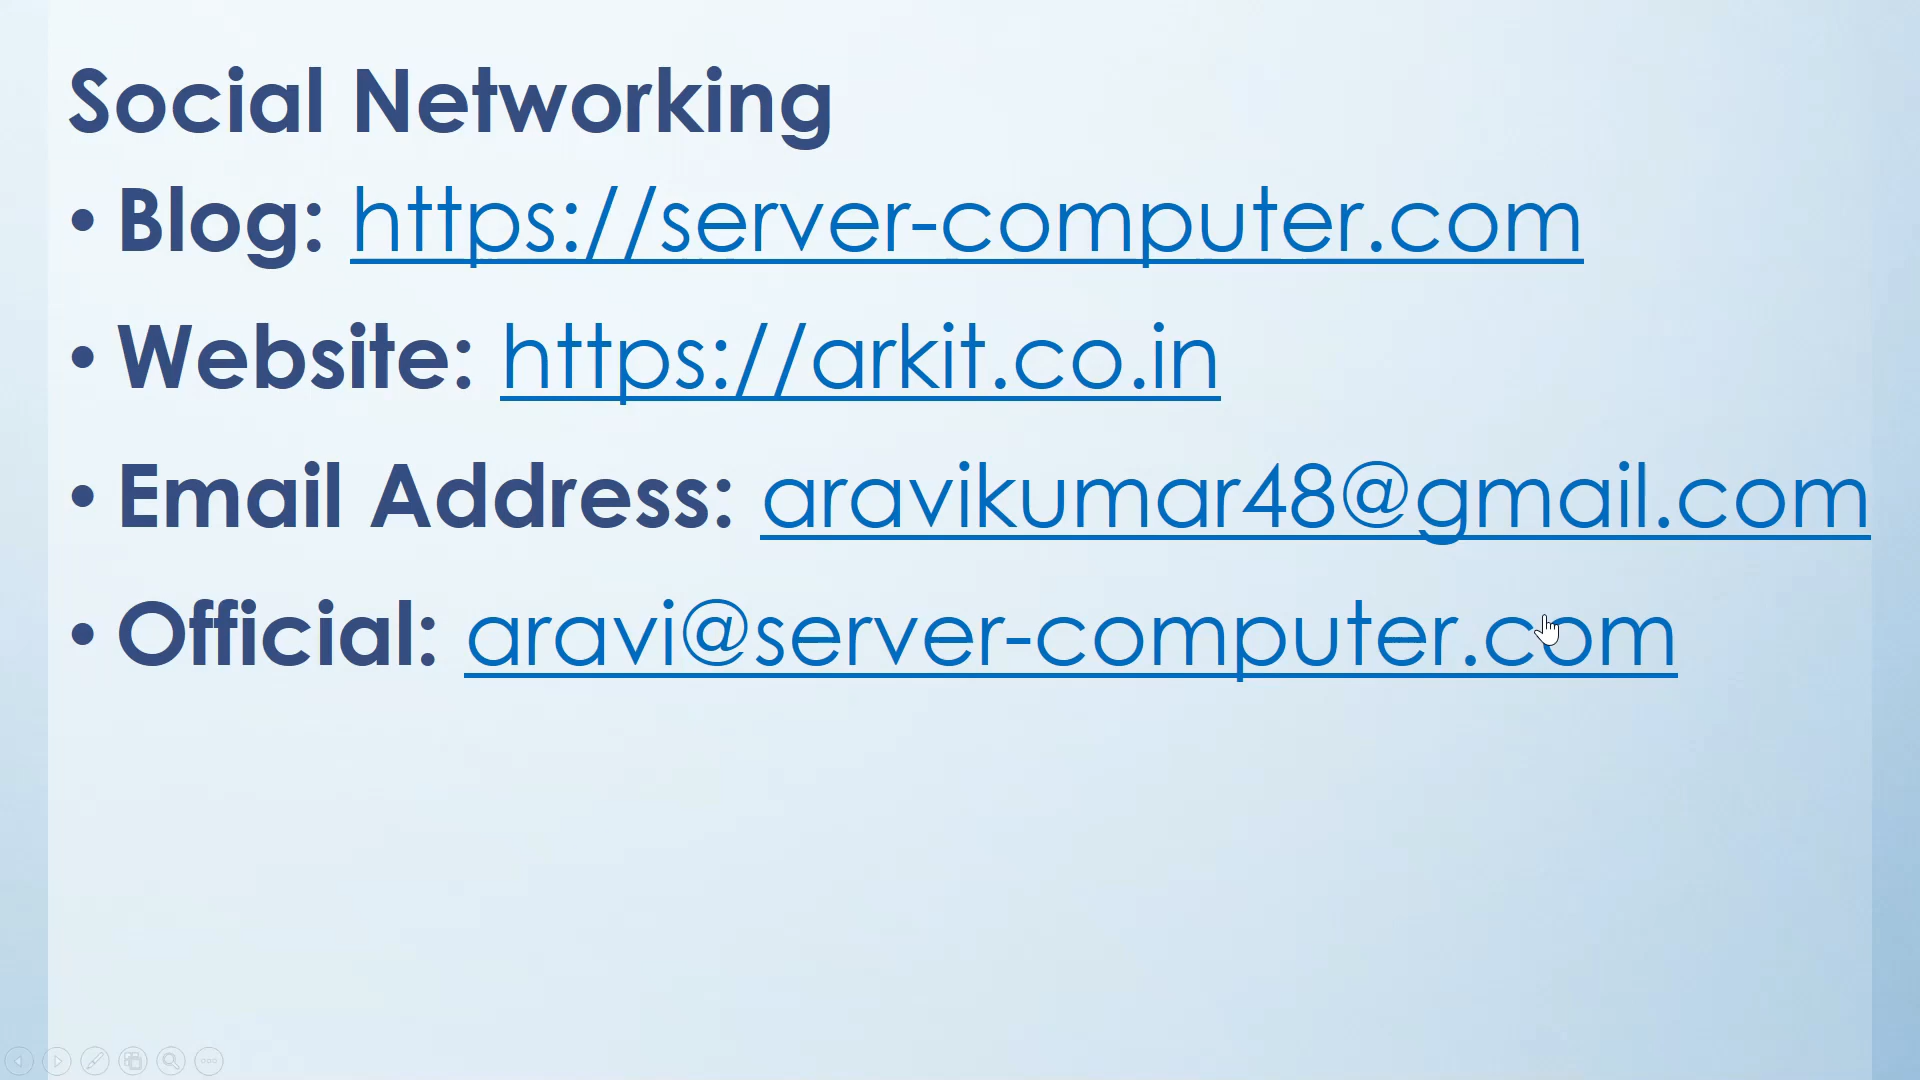 Social Networking
• Blog: https://server-computer.com
• Website: https://arkit.co.in
• Email Address: aravikumar48@gmail.com
• Official: aravi@server-computer.com